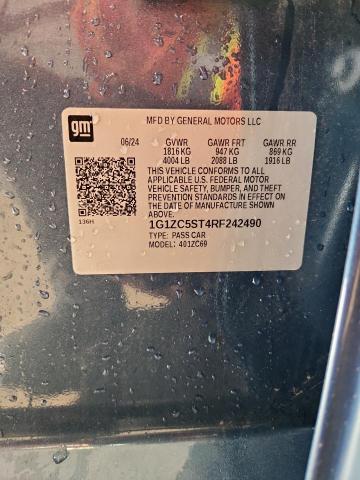 gm
MFD BY GENERAL MOTORS LLC
06/24 GVWR GAWR FRT GAWR RR
1816 KG 947 KG 869 KG
4004 LB 2088 LB 1916 LB
THIS VEHICLE CONFORMS TO ALL
APPLICABLE U.S. FEDERAL MOTOR
VEHICLE SAFETY, BUMPER, AND THEFT
PREVENTION STANDARDS IN EFFECT ON
THE DATE OF MANUFACTURE SHOWN ABOVE.
1G1ZC5ST4RF242490
136H
TYPE: PASS CAR
MODEL: 401ZC69